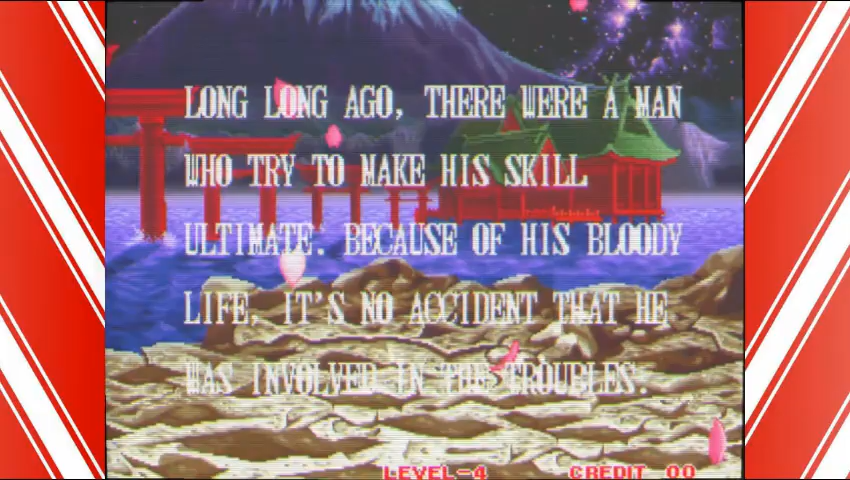 LONG LONG AGO, THERE WERE A MAN
WHO TRY TO MAKE HIS SKILL
ULTIMATE. BECAUSE OF HIS BLOODY
LIFE, IT'S NO ACCIDENT THAT HE
WAS INVOLVED IN THE TROUBLES.
LEVEL-4 CREDIT 00